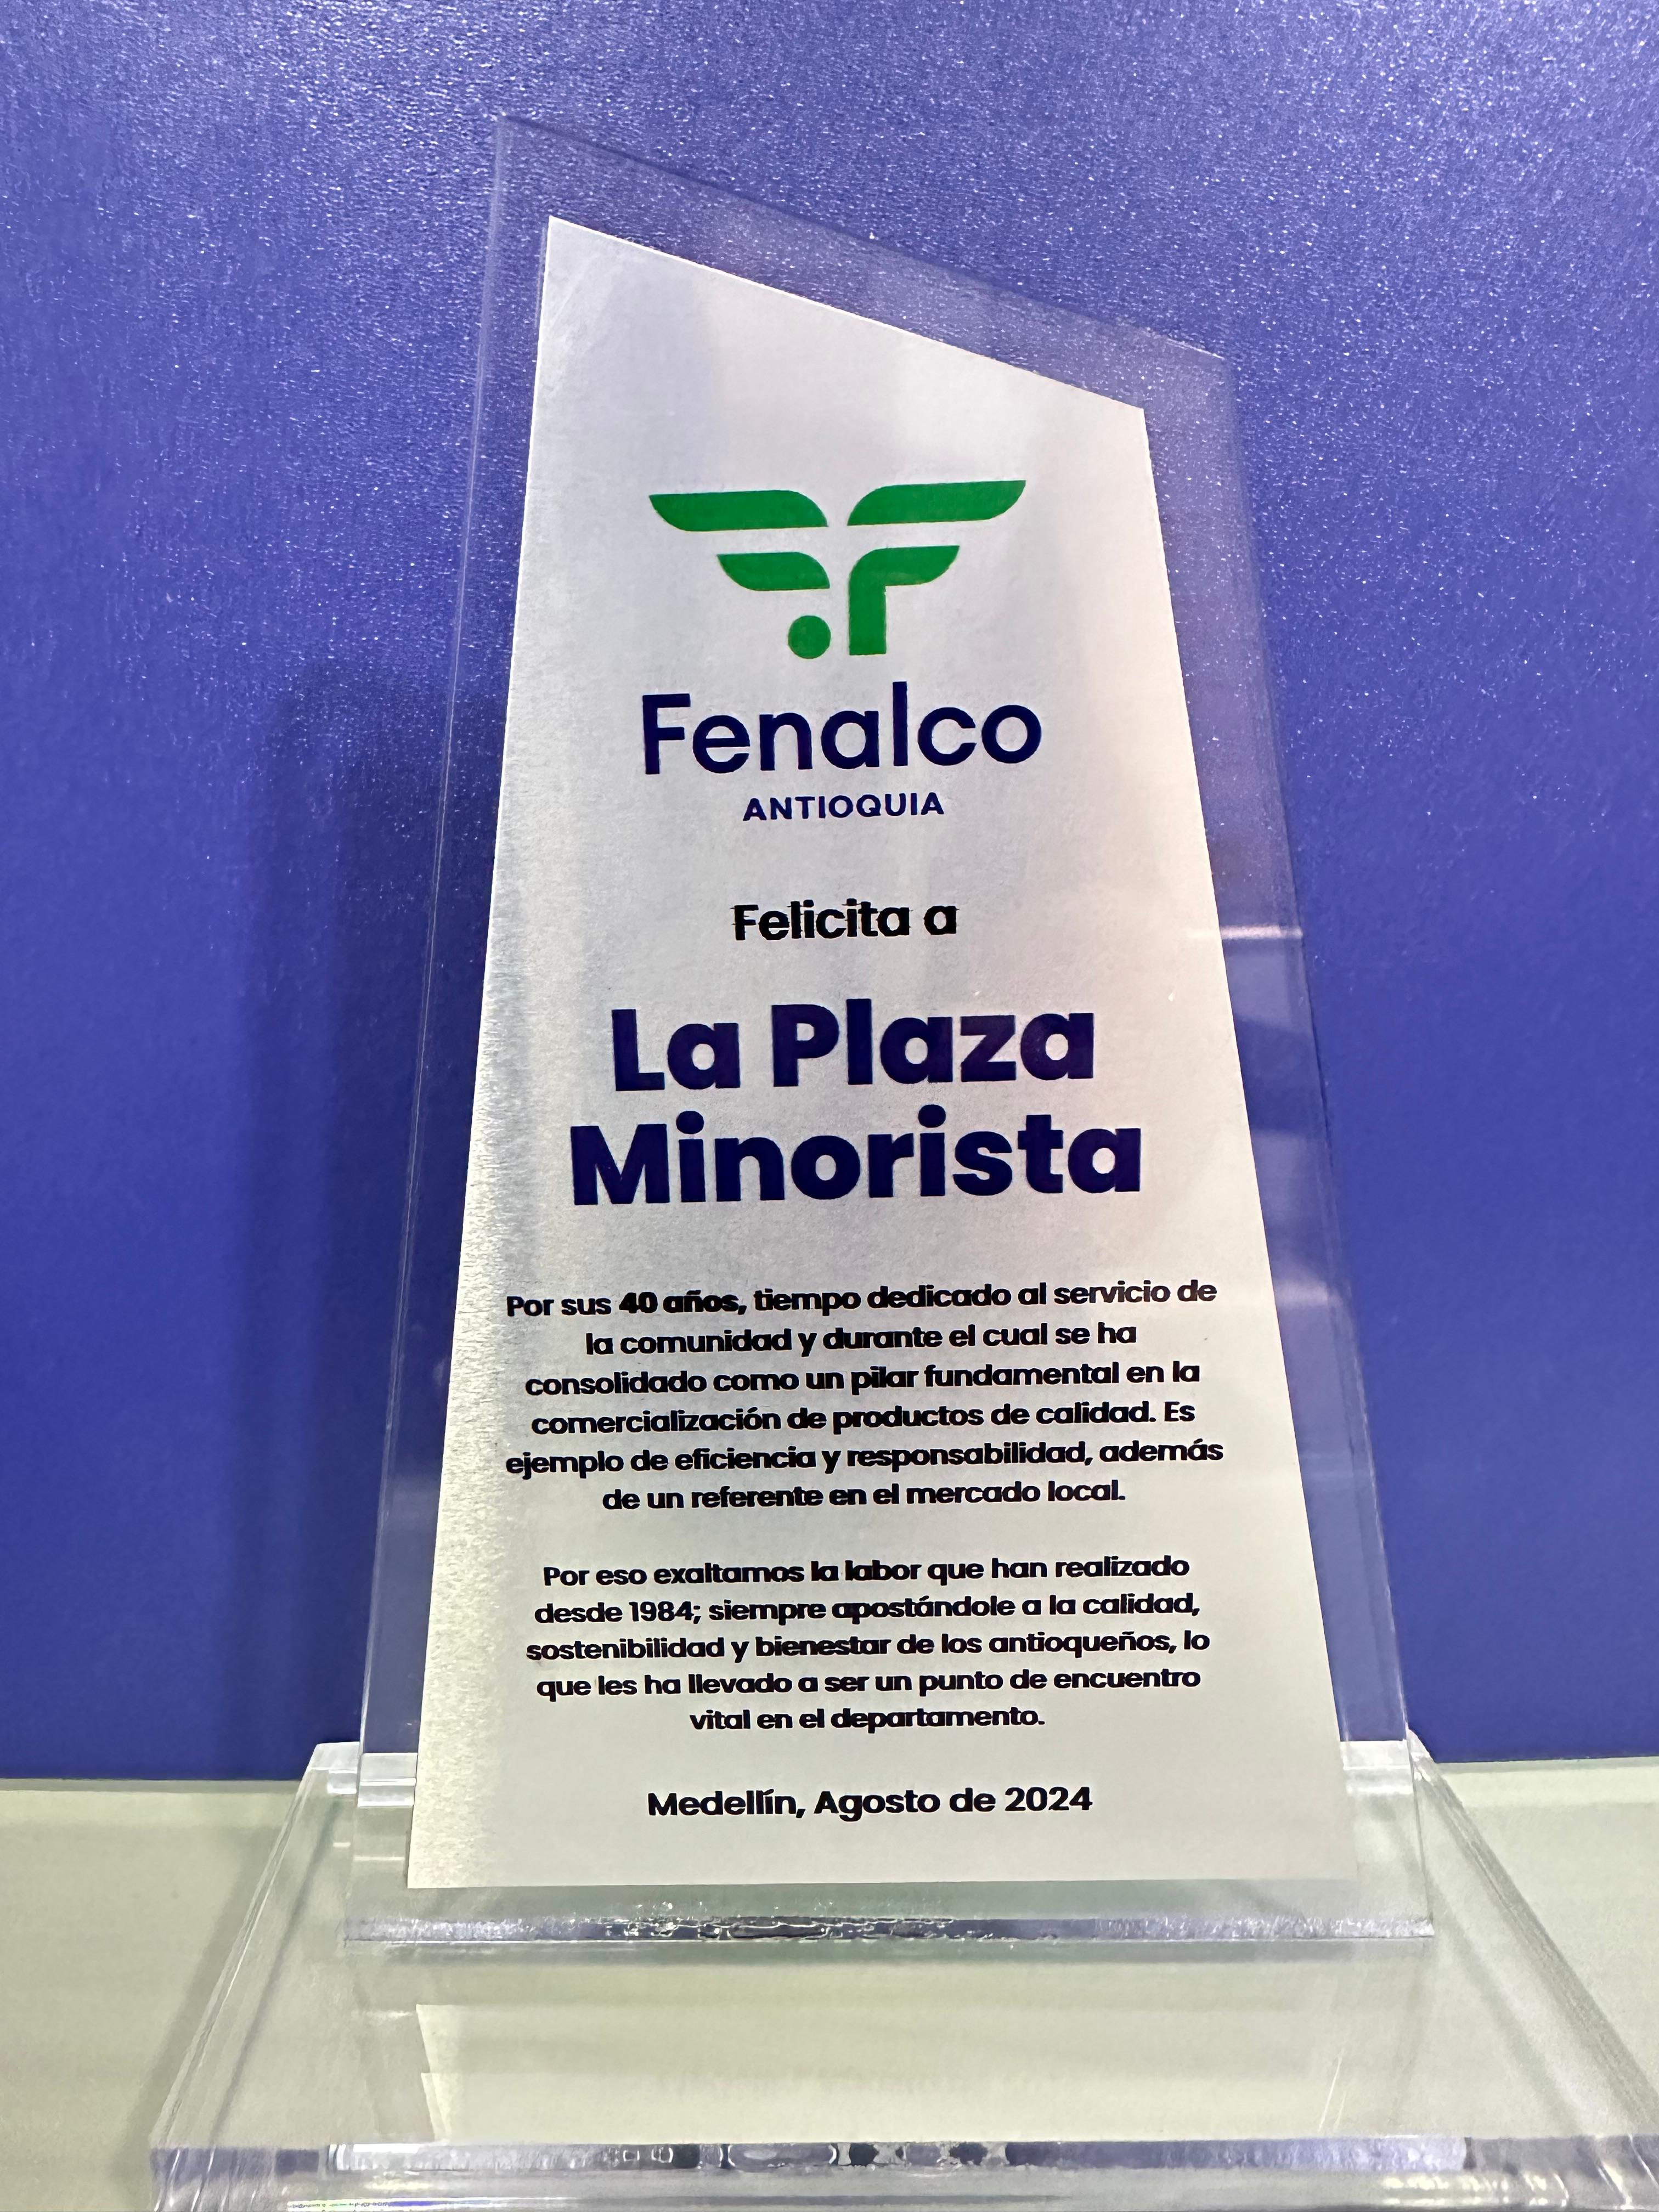 Fenalco
ANTIOQUIA
Felicita a
La Plaza
Minorista
Por sus 40 años, tiempo dedicado al servicio de
la comunidad y durante el cual se ha
consolidado como un pilar fundamental en la
comercialización de productos de calidad. Es
ejemplo de eficiencia y responsabilidad, además
de un referente en el mercado local.
Por eso exaltamos la labor que han realizado
desde 1984; siempre apostándole a la calidad,
sostenibilidad y bienestar de los antioqueños, lo
que les ha llevado a ser un punto de encuentro
vital en el departamento.
Medellín, Agosto de 2024